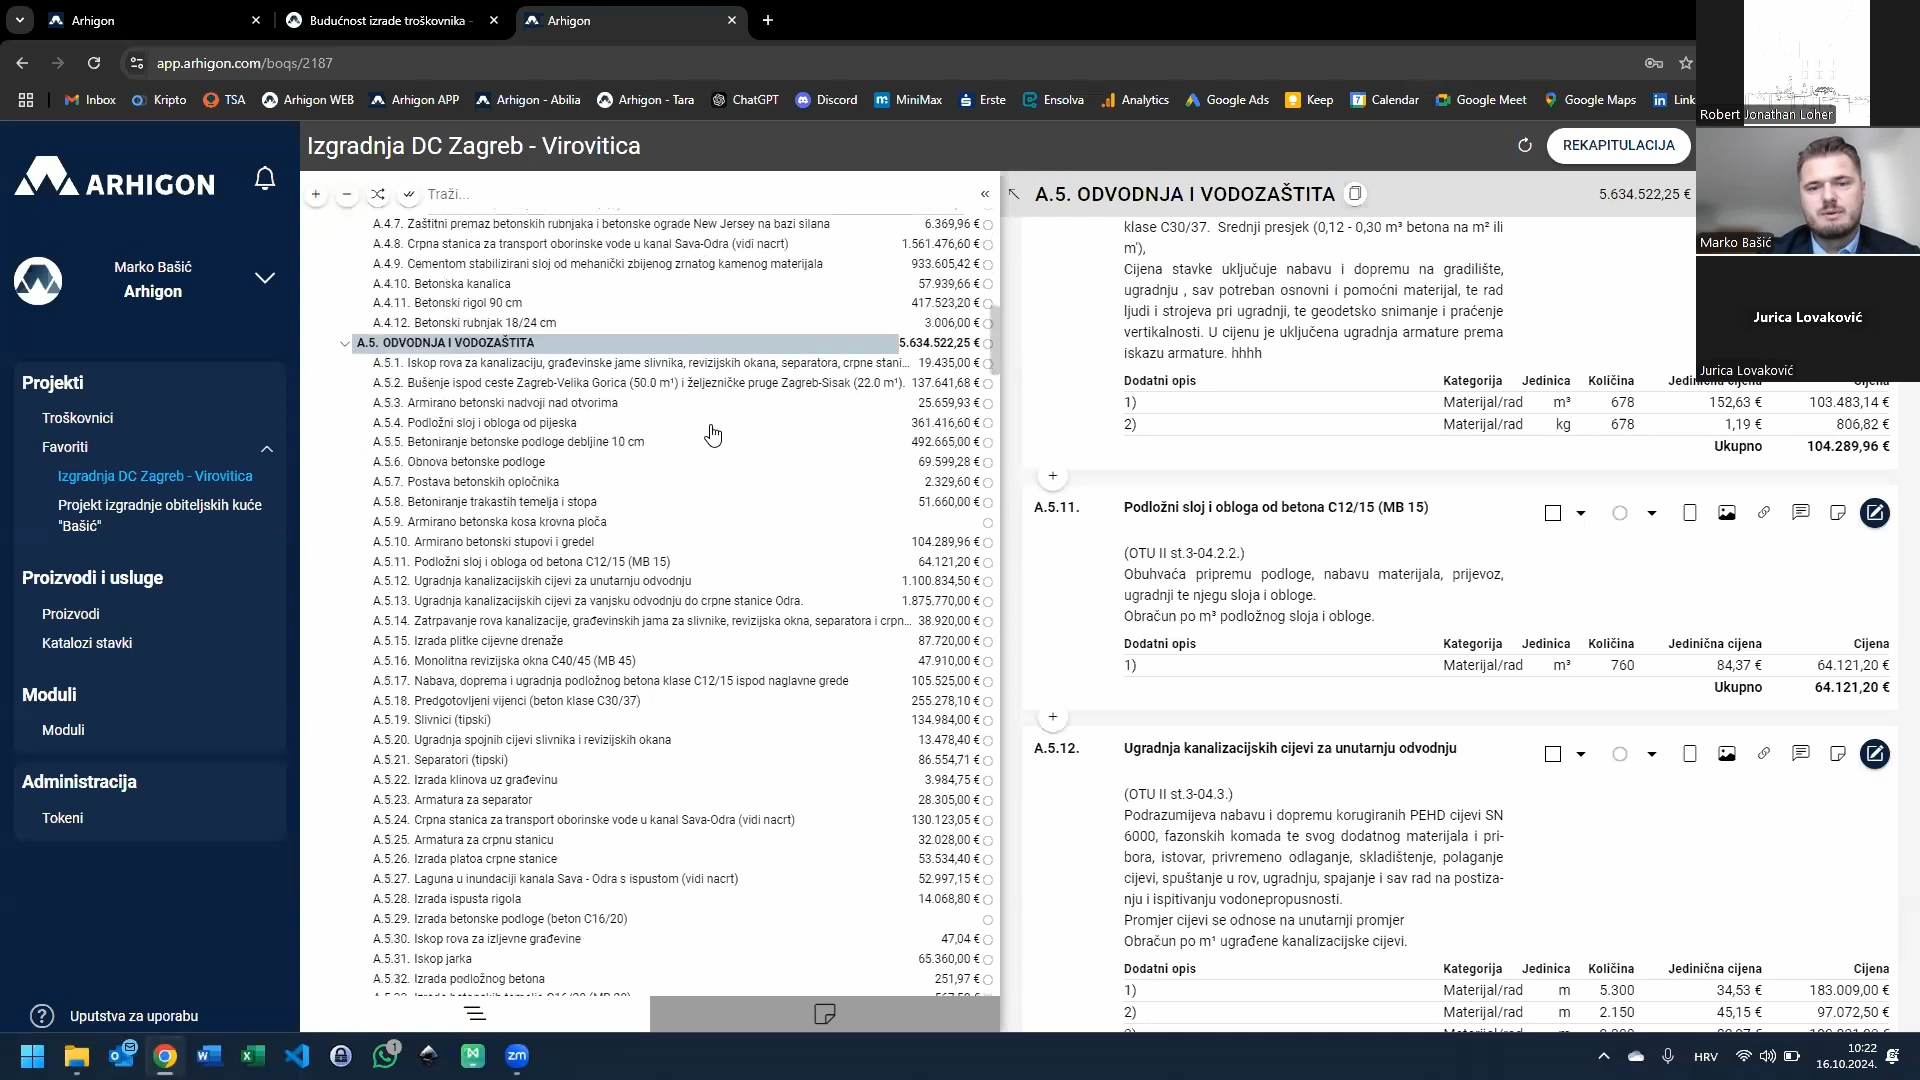 Arhigon
Budućnost izrade troškovnika -
Arhigon
app.arhigon.com/boqs/2187
Inbox
Kripto
TSA
Arhigon WEB
Arhigon APP
Arhigon - Abilia
Arhigon - Tara
ChatGPT
Discord
MiniMax
Erste
Ensolva
Analytics
Google Ads
Keep
Calendar
Google Meet
Google Maps
Link
Robert
Jonathan Loher
Marko Bašić
Jurica Lovaković
Jurica Lovaković
ARHIGON
Marko Bašić
Arhigon
Projekti
Troškovnici
Favoriti
Izgradnja DC Zagreb - Virovitica
Projekt izgradnje obiteljskih kuće
"Bašić"
Proizvodi i usluge
Proizvodi
Katalozi stavki
Moduli
Moduli
Administracija
Tokeni
Uputstva za uporabu
Izgradnja DC Zagreb - Virovitica
REKAPITULACIJA
Traži...
A.4.7. Zaštitni premaz betonskih rubnjaka i betonske ograde New Jersey na bazi silana 6.369,96 €
A.4.8. Crpna stanica za transport oborinske vode u kanal Sava-Odra (vidi nacrt) 1.561.476,60 €
A.4.9. Cementom stabilizirani sloj od mehanički zbijenog zrnatog kamenog materijala 933.605,42 €
A.4.10. Betonska kanalica 57.939,66 €
A.4.11. Betonski rigol 90 cm 417.523,20 €
A.4.12. Betonski rubnjak 18/24 cm 3.006,00 €
A.5. ODVODNJA I VODOZAŠTITA 5.634.522,25 €
A.5.1. Iskop rova za kanalizaciju, građevinske jame slivnika, revizijskih okana, separatora, crpne stani... 19.435,00 €
A.5.2. Bušenje ispod ceste Zagreb-Velika Gorica (50.0 m¹) i željezničke pruge Zagreb-Sisak (22.0 m¹). 137.641,68 €
A.5.3. Armirano betonski nadvoji nad otvorima 25.659,93 €
A.5.4. Podložni sloj i obloga od pijeska 361.416,60 €
A.5.5. Betoniranje betonske podloge debljine 10 cm 492.665,00 €
A.5.6. Obnova betonske podloge 69.599,28 €
A.5.7. Postava betonskih opločnika 2.329,60 €
A.5.8. Betoniranje trakastih temelja i stopa 51.660,00 €
A.5.9. Armirano betonska kosa krovna ploča
A.5.10. Armirano betonski stupovi i gredel 104.289,96 €
A.5.11. Podložni sloj i obloga od betona C12/15 (MB 15) 64.121,20 €
A.5.12. Ugradnja kanalizacijskih cijevi za unutarnju odvodnju 1.100.834,50 €
A.5.13. Ugradnja kanalizacijskih cijevi za vanjsku odvodnju do crpne stanice Odra. 1.875.770,00 €
A.5.14. Zatrpavanje rova kanalizacije, građevinskih jama za slivnike, revizijska okna, separatora i crpn... 38.920,00 €
A.5.15. Izrada plitke cijevne drenaže 87.720,00 €
A.5.16. Monolitna revizijska okna C40/45 (MB 45) 47.910,00 €
A.5.17. Nabava, doprema i ugradnja podložnog betona klase C12/15 ispod naglavne grede 105.525,00 €
A.5.18. Predgotovljeni vijenci (beton klase C30/37) 255.278,10 €
A.5.19. Slivnici (tipski) 134.984,00 €
A.5.20. Ugradnja spojnih cijevi slivnika i revizijskih okana 13.478,40 €
A.5.21. Separatori (tipski) 86.554,71 €
A.5.22. Izrada klinova uz građevinu 3.984,75 €
A.5.23. Armatura za separator 28.305,00 €
A.5.24. Crpna stanica za transport oborinske vode u kanal Sava-Odra (vidi nacrt) 130.123,05 €
A.5.25. Armatura za crpnu stanicu 32.028,00 €
A.5.26. Izrada platoa crpne stanice 53.534,40 €
A.5.27. Laguna u inundaciji kanala Sava - Odra s ispustom (vidi nacrt) 52.997,15 €
A.5.28. Izrada ispusta rigola 14.068,80 €
A.5.29. Izrada betonske podloge (beton C16/20)
A.5.30. Iskop rova za izljevne građevine 47,04 €
A.5.31. Iskop jarka 65.360,00 €
A.5.32. Izrada podložnog betona 251,97 €
A.5. ODVODNJA I VODOZAŠTITA 5.634.522,25 €
klase C30/37. Srednji presjek (0,12 - 0,30 m³ betona na m² ili
m'),
Cijena stavke uključuje nabavu i dopremu na gradilište,
ugradnju , sav potreban osnovni i pomoćni materijal, te rad
ljudi i strojeva pri ugradnji, te geodetsko snimanje i praćenje
vertikalnosti. U cijenu je uključena ugradnja armature prema
iskazu armature. hhhh
Dodatni opis Kategorija Jedinica Količina
1) Materijal/rad m³ 678 152,63 € 103.483,14 €
2) Materijal/rad kg 678 1,19 € 806,82 €
Ukupno 104.289,96 €
A.5.11. Podložni sloj i obloga od betona C12/15 (MB 15)
(OTU II st.3-04.2.2.)
Obuhvaća pripremu podloge, nabavu materijala, prijevoz,
ugradnji te njegu sloja i obloge.
Obračun po m³ podložnog sloja i obloge.
Dodatni opis Kategorija Jedinica Količina Jedinična cijena Cijena
1) Materijal/rad m³ 760 84,37 € 64.121,20 €
Ukupno 64.121,20 €
A.5.12. Ugradnja kanalizacijskih cijevi za unutarnju odvodnju
(OTU II st.3-04.3.)
Podrazumijeva nabavu i dopremu korugiranih PEHD cijevi SN
6000, fazonskih komada te svog dodatnog materijala i pri-
bora, istovar, privremeno odlaganje, skladištenje, polaganje
cijevi, spuštanje u rov, ugradnju, spajanje i sav rad na postiza-
nju i ispitivanju vodonepropusnosti.
Promjer cijevi se odnose na unutarnji promjer
Obračun po m¹ ugrađene kanalizacijske cijevi.
Dodatni opis Kategorija Jedinica Količina Jedinična cijena Cijena
1) Materijal/rad m 5.300 34,53 € 183.009,00 €
2) Materijal/rad m 2.150 45,15 € 97.072,50 €
1
HRV
10:22
16.10.2024.